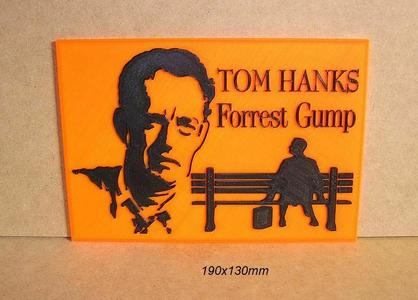 TOM HANKS
Forrest Gump
190x130mm